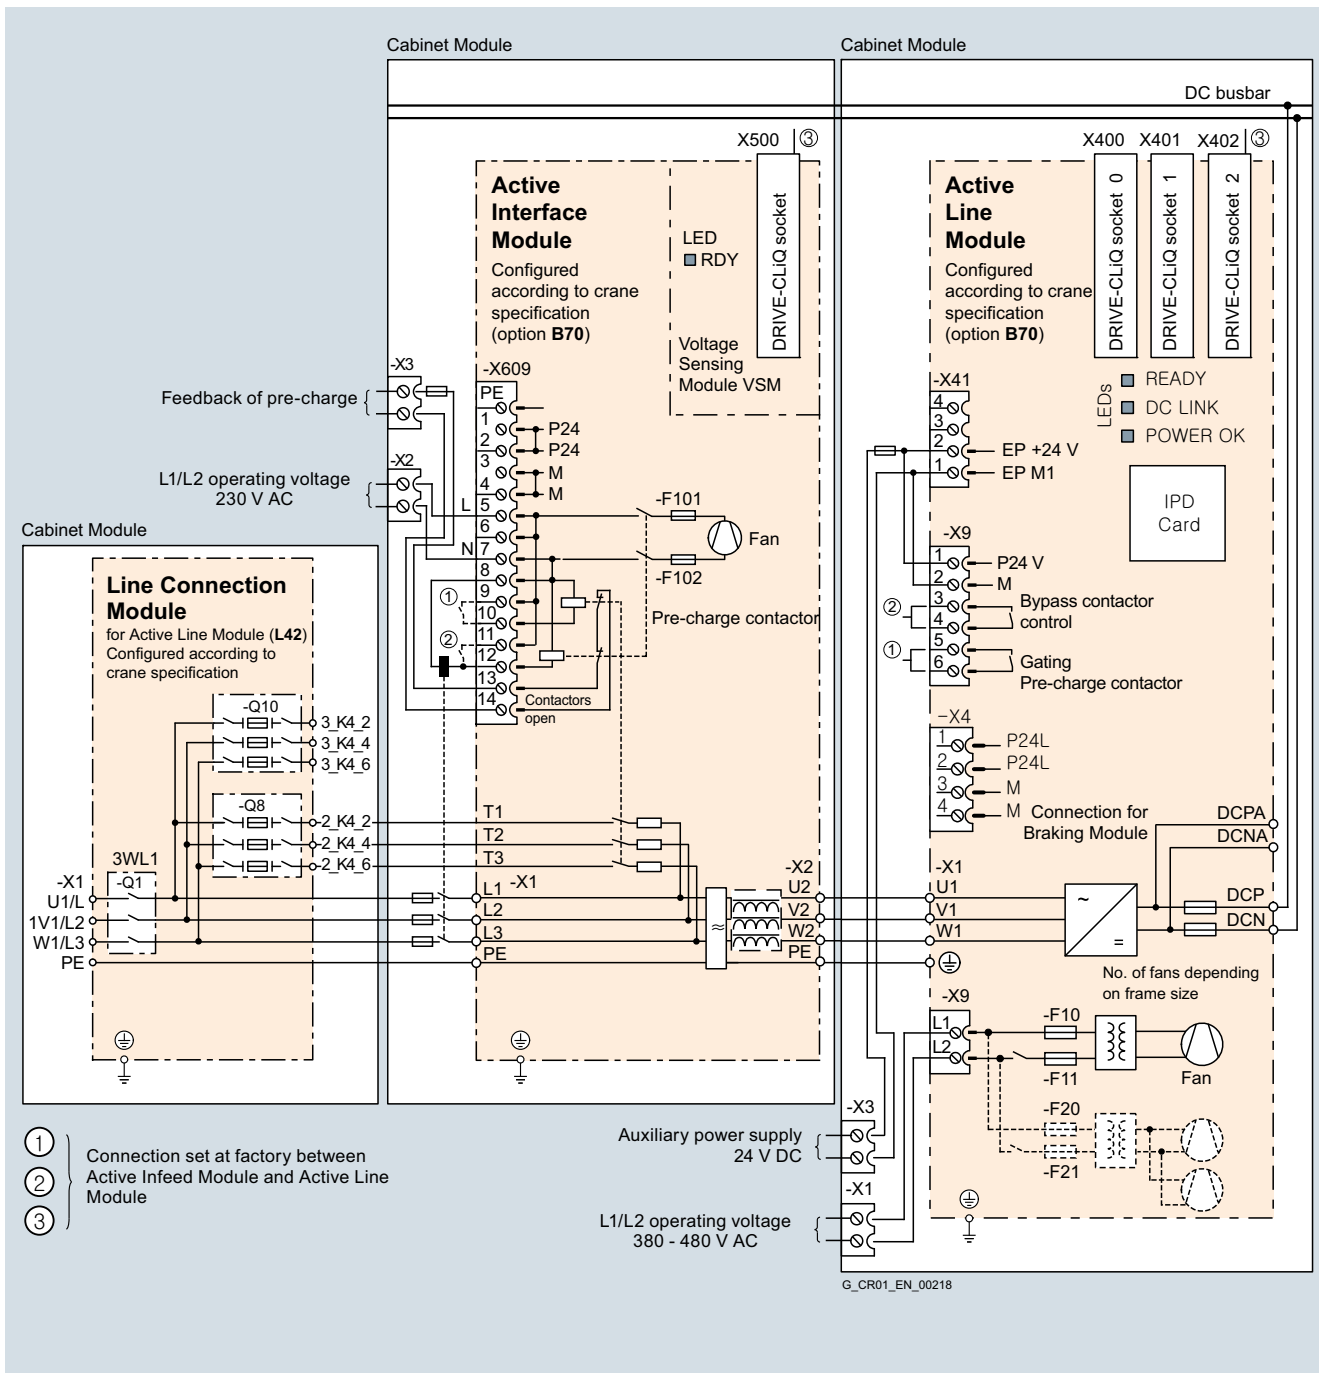 Cabinet Module
Cabinet Module
DC busbar
X500
③
X400
X401
X402
③
Active
Interface
Module
Configured
according to crane
specification
(option B70)
LED
RDY
DRIVE-CLiQ socket
Voltage
Sensing
Module VSM
Active
Line
Module
Configured
according to crane
specification
(option B70)
DRIVE-CLiQ socket 0
DRIVE-CLiQ socket 1
DRIVE-CLiQ socket 2
LEDs
READY
DC LINK
POWER OK
IPD
Card
-X3
Feedback of pre-charge
-X2
L1/L2 operating voltage
230 V AC
-X609
PE
1
P24
2
P24
3
M
4
M
L
5
6
N
7
8
9
10
11
12
13
14
①
②
-F101
-F102
Fan
Pre-charge contactor
Contactors
open
-X41
4
3
2
EP +24 V
1
EP M1
-X9
1
P24 V
2
M
3
4
②
Bypass contactor
control
5
6
①
Gating
Pre-charge contactor
-X4
1
P24L
2
P24L
3
M
4
M
Connection for
Braking Module
DCPA
DCNA
Cabinet Module
Line Connection
Module
for Active Line Module (L42)
Configured according to
crane specification
-Q10
3_K4_2
3_K4_4
3_K4_6
-Q8
2_K4_2
2_K4_4
2_K4_6
T1
T2
T3
3WL1
-Q1
-X1
U1/L
1V1/L2
W1/L3
PE
L1
-X1
L2
L3
PE
≈
-X2
U2
V2
W2
PE
-X1
U1
V1
W1
~
=
DCP
DCN
No. of fans depending
on frame size
-X9
L1
L2
-F10
-F11
Fan
-F20
-F21
-X3
Auxiliary power supply
24 V DC
-X1
L1/L2 operating voltage
380 - 480 V AC
①
②
③
Connection set at factory between
Active Infeed Module and Active Line
Module
G_CR01_EN_00218